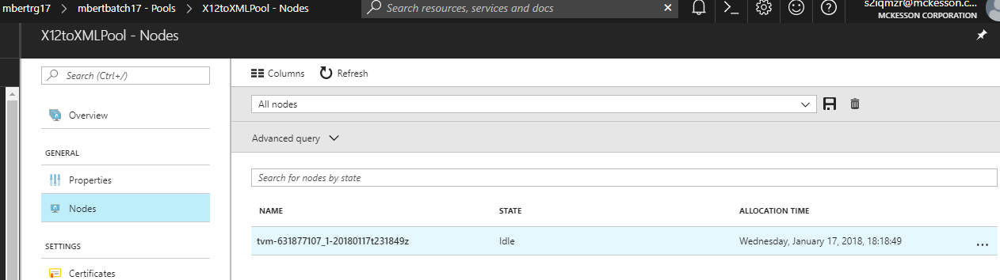 mbertrg17 > mbertbatch17 - Pools > X12toXMLPool - Nodes
Search resources, services and docs
s2iqmzr@mckesson.c...
MCKESSON CORPORATION
X12toXMLPool - Nodes
Search (Ctrl+/)
Overview
GENERAL
Properties
Nodes
SETTINGS
Certificates
Columns Refresh
All nodes
Advanced query
Search for nodes by state
NAME STATE ALLOCATION TIME
tvm-631877107_1-20180117t231849z Idle Wednesday, January 17, 2018, 18:18:49 ...